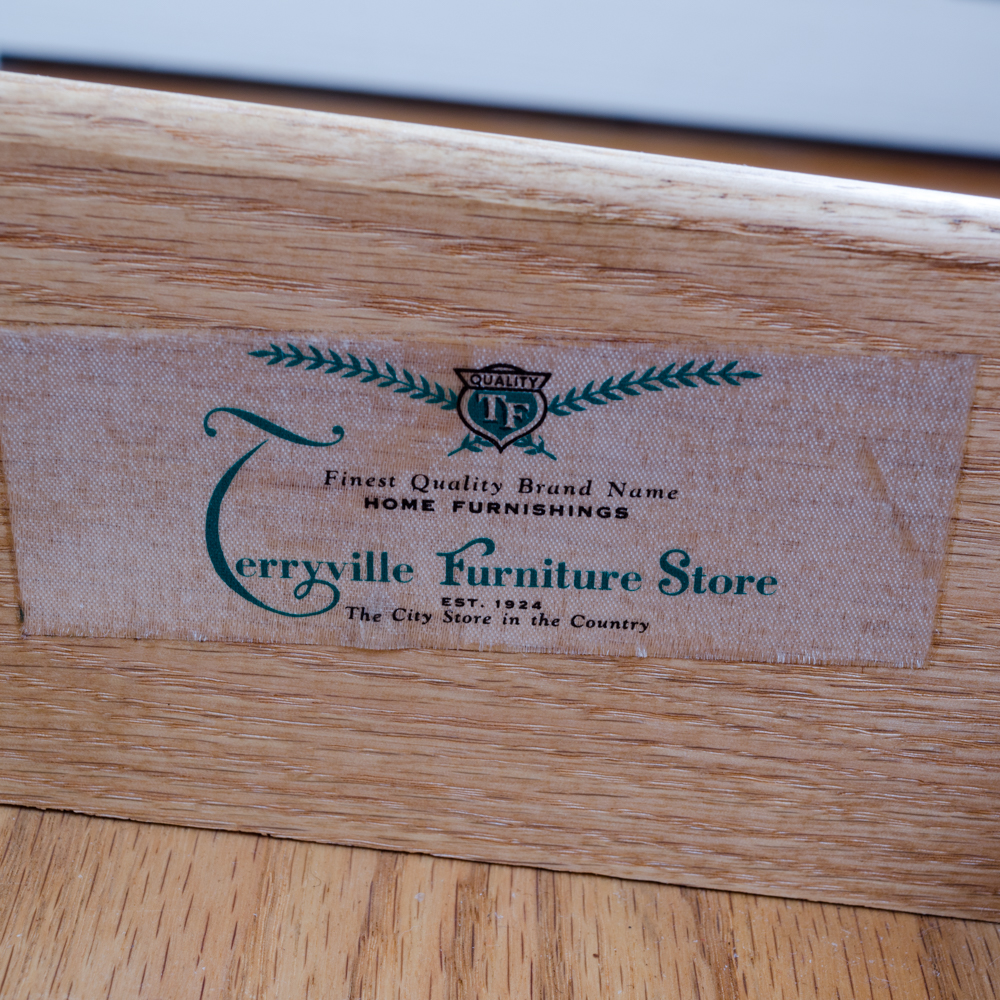 QUALITY
TF
Finest Quality Brand Name
HOME FURNISHINGS
Terryville Furniture Store
EST. 1924
The City Store in the Country